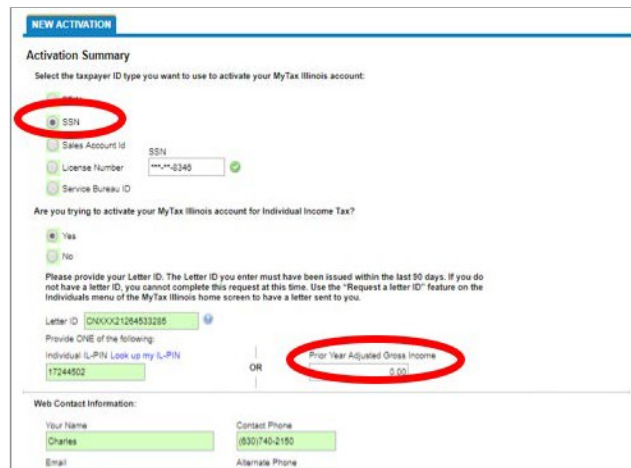 NEW ACTIVATION
Activation Summary
Select the taxpayer ID type you want to use to activate your MyTax Illinois account:
SSN
Sales Account Id
SSN
License Number
***-**-8346
Service Bureau ID
Are you trying to activate your MyTax Illinois account for Individual Income Tax?
Yes
No
Please provide your Letter ID. The Letter ID you enter must have been issued within the last 90 days. If you do
not have a letter ID, you cannot complete this request at this time. Use the "Request a letter ID" feature on the
Individuals menu of the MyTax Illinois home screen to have a letter sent to you.
Letter ID CNXXX21264533285
Provide ONE of the following:
Individual IL-PIN Look up my IL-PIN
Prior Year Adjusted Gross Income
17244502
OR
0.00
Web Contact Information:
Your Name
Contact Phone
Charles
(630)740-2150
Email
Alternate Phone